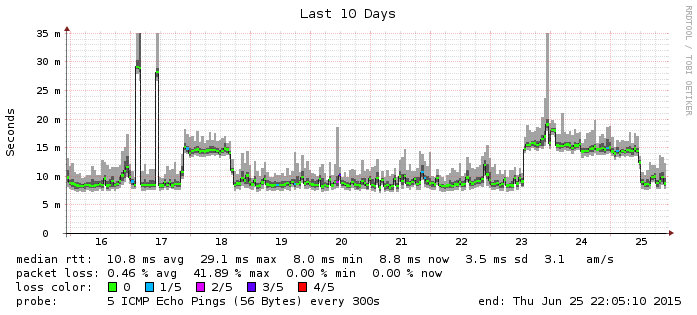 Last 10 Days
RRDTOOL / TOBI OETIKER
Seconds
35 m
30 m
25 m
20 m
15 m
10 m
5 m
0
16 17 18 19 20 21 22 23 24 25
median rtt: 10.8 ms avg 29.1 ms max 8.0 ms min 8.8 ms now 3.5 ms sd 3.1 am/s
packet loss: 0.46 % avg 41.89 % max 0.00 % min 0.00 % now
loss color: 0 1/5 2/5 3/5 4/5
probe: 5 ICMP Echo Pings (56 Bytes) every 300s end: Thu Jun 25 22:05:10 2015